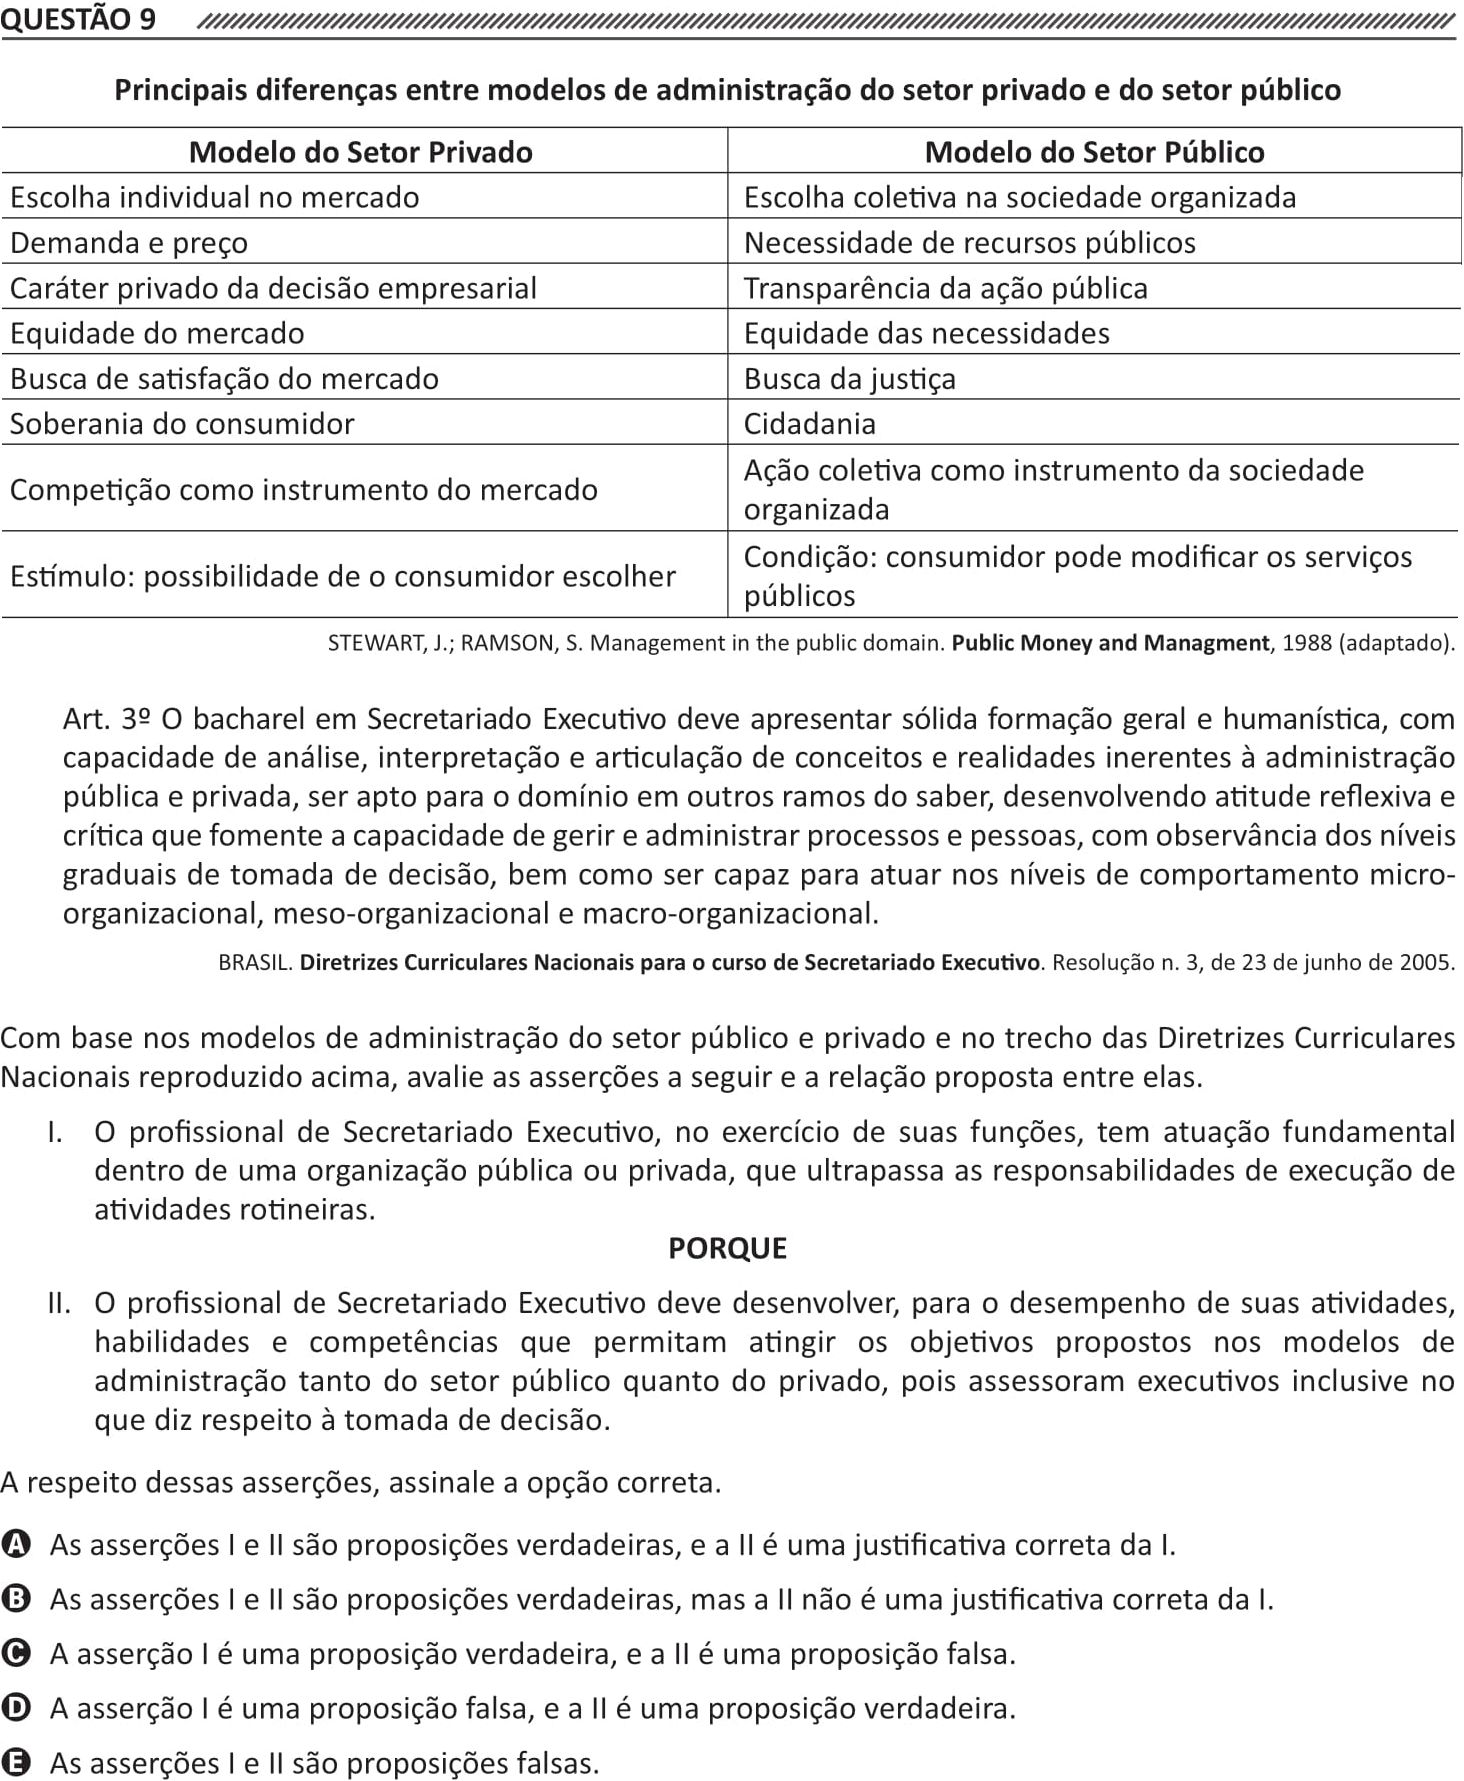 QUESTÃO 9
Principais diferenças entre modelos de administração do setor privado e do setor público
Modelo do Setor Privado
Modelo do Setor Público
Escolha individual no mercado
Escolha coletiva na sociedade organizada
Demanda e preço
Necessidade de recursos públicos
Caráter privado da decisão empresarial
Transparência da ação pública
Equidade do mercado
Equidade das necessidades
Busca de satisfação do mercado
Busca da justiça
Soberania do consumidor
Cidadania
Competição como instrumento do mercado
Ação coletiva como instrumento da sociedade
organizada
Estímulo: possibilidade de o consumidor escolher
Condição: consumidor pode modificar os serviços
públicos
STEWART, J.; RAMSON, S. Management in the public domain. Public Money and Managment, 1988 (adaptado).
Art. 3º O bacharel em Secretariado Executivo deve apresentar sólida formação geral e humanística, com
capacidade de análise, interpretação e articulação de conceitos e realidades inerentes à administração
pública e privada, ser apto para o domínio em outros ramos do saber, desenvolvendo atitude reflexiva e
crítica que fomente a capacidade de gerir e administrar processos e pessoas, com observância dos níveis
graduais de tomada de decisão, bem como ser capaz para atuar nos níveis de comportamento micro-
organizacional, meso-organizacional e macro-organizacional.
BRASIL. Diretrizes Curriculares Nacionais para o curso de Secretariado Executivo. Resolução n. 3, de 23 de junho de 2005.
Com base nos modelos de administração do setor público e privado e no trecho das Diretrizes Curriculares
Nacionais reproduzido acima, avalie as asserções a seguir e a relação proposta entre elas.
I. O profissional de Secretariado Executivo, no exercício de suas funções, tem atuação fundamental
dentro de uma organização pública ou privada, que ultrapassa as responsabilidades de execução de
atividades rotineiras.
PORQUE
II. O profissional de Secretariado Executivo deve desenvolver, para o desempenho de suas atividades,
habilidades e competências que permitam atingir os objetivos propostos nos modelos de
administração tanto do setor público quanto do privado, pois assessoram executivos inclusive no
que diz respeito à tomada de decisão.
A respeito dessas asserções, assinale a opção correta.
A As asserções I e II são proposições verdadeiras, e a II é uma justificativa correta da I.
B As asserções I e II são proposições verdadeiras, mas a II não é uma justificativa correta da I.
C A asserção I é uma proposição verdadeira, e a II é uma proposição falsa.
D A asserção I é uma proposição falsa, e a II é uma proposição verdadeira.
E As asserções I e II são proposições falsas.